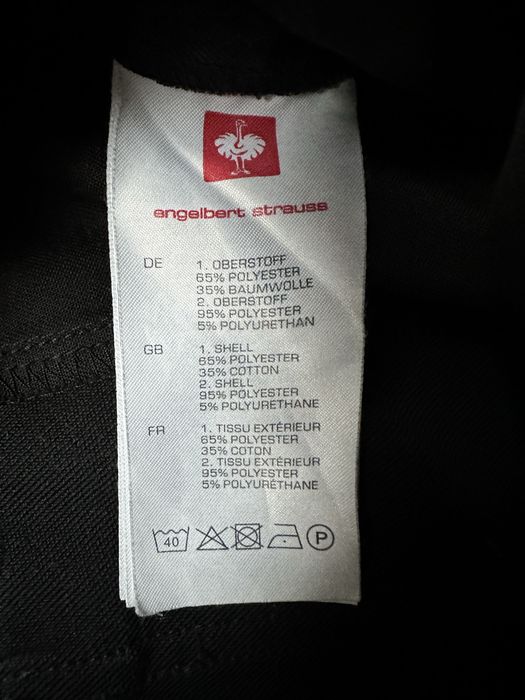 engelbert strauss
DE
1. OBERSTOFF
65% POLYESTER
35% BAUMWOLLE
2. OBERSTOFF
95% POLYESTER
5% POLYURETHAN
GB
1. SHELL
65% POLYESTER
35% COTTON
2. SHELL
95% POLYESTER
5% POLYURETHANE
FR
1. TISSU EXTÉRIEUR
65% POLYESTER
35% COTON
2. TISSU EXTÉRIEUR
95% POLYESTER
5% POLYURÉTHANE
40 P